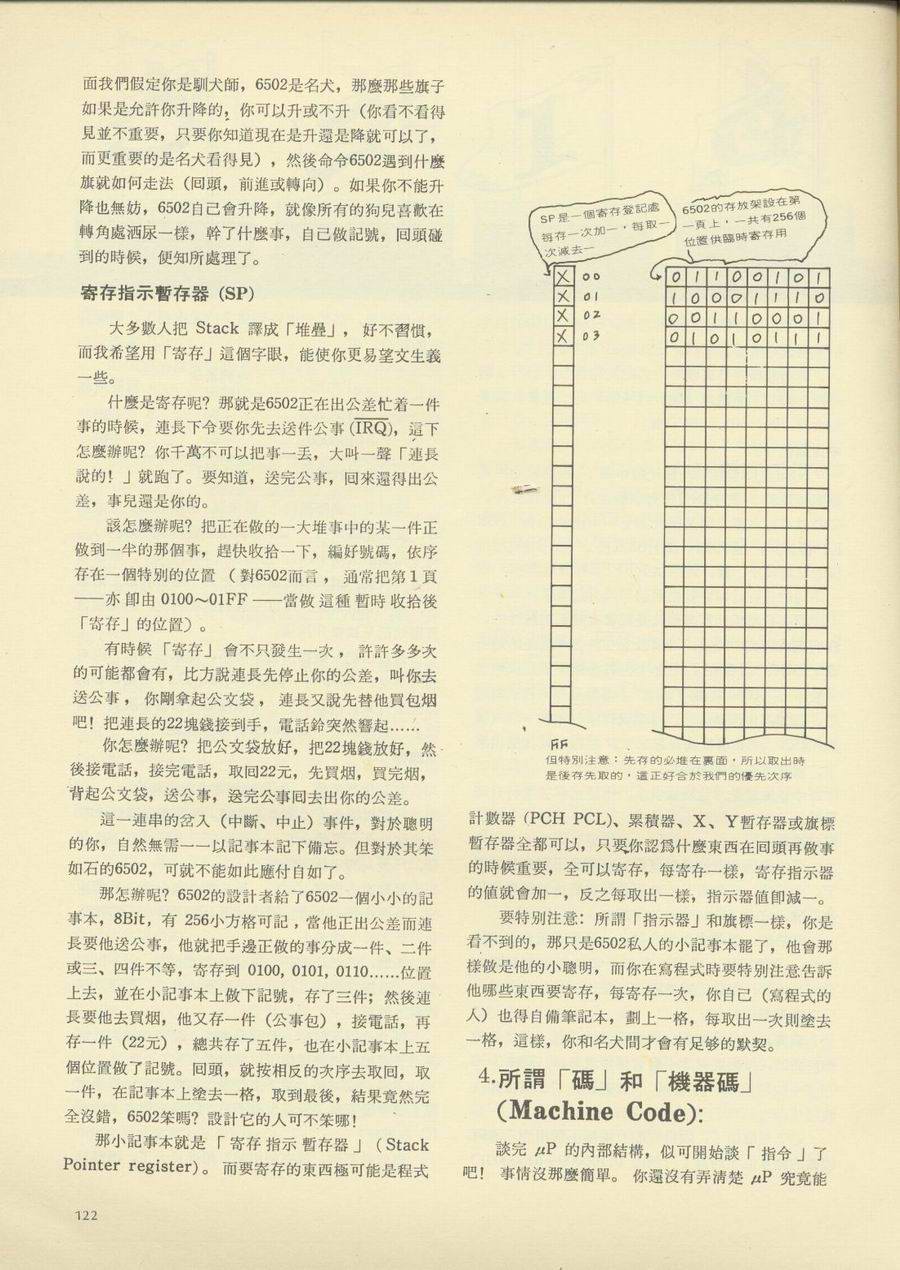 面我們假定你是馴犬師，6502是名犬，那麼那些旗子
如果是允許你升降的，你可以升或不升（你看不看得
見並不重要，只要你知道現在是升還是降就可以了，
而更重要的是名犬看得見），然後命令6502遇到什麼
旗就如何走法（回頭，前進或轉向）。如果你不能升
降也無妨，6502自己會升降，就像所有的狗兒喜歡在
轉角處洒尿一樣，幹了什麼事，自己做記號，回頭碰
到的時候，便知所處理了。
寄存指示暫存器 (SP)
大多數人把 Stack 譯成「堆疊」，好不習慣，
而我希望用「寄存」這個字眼，能使你更易望文生義
一些。
什麼是寄存呢？那就是6502正在出公差忙着一件
事的時候，連長下令要你先去送件公事 (IRQ)，這下
怎麼辦呢？你千萬不可以把事一丟，大叫一聲「連長
說的！」就跑了。要知道，送完公事，回來還得出公
差，事兒還是你的。
該怎麼辦呢？把正在做的一大堆事中的某一件正
做到一半的那個事，趕快收拾一下，編好號碼，依序
存在一個特別的位置（對6502而言，通常把第1頁
——亦即由 0100～01FF ——當做這種暫時收拾後
「寄存」的位置）。
有時候「寄存」會不只發生一次，許許多多次
的可能都會有，比方說連長先停止你的公差，叫你去
送公事，你剛拿起公文袋，連長又說先替他買包烟
吧！把連長的22塊錢接到手，電話鈴突然響起……
你怎麼辦呢？把公文袋放好，把22塊錢放好，然
後接電話，接完電話，取回22元，先買烟，買完烟，
背起公文袋，送公事，送完公事回去出你的公差。
這一連串的岔入（中斷、中止）事件，對於聰明
的你，自然無需一一以記事本記下備忘。但對於其笨
如石的6502，可就不能如此應付自如了。
那怎辦呢？6502的設計者給了6502一個小小的記
事本，8Bit，有 256小方格可記，當他正出公差而連
長要他送公事，他就把手邊正做的事分成一件、二件
或三、四件不等，寄存到 0100, 0101, 0110……位置
上去，並在小記事本上做下記號，存了三件；然後連
長要他去買烟，他又存一件（公事包），接電話，再
存一件（22元），總共存了五件，也在小記事本上五
個位置做了記號。回頭，就按相反的次序去取回，取
一件，在記事本上塗去一格，取到最後，結果竟然完
全沒錯，6502笨嗎？設計它的人可不笨哪！
那小記事本就是「寄存指示暫存器」（Stack
Pointer register）。而要寄存的東西極可能是程式
SP是一個寄存登記處
每存一次加一，每取一
次減去一
6502的存放架設在第
一頁上，一共有256個
位置供臨時寄存用
X 00 0 1 1 0 0 1 0 1
X 01 1 0 0 0 1 1 1 0
X 02 0 0 1 1 0 0 0 1
X 03 0 1 0 1 0 1 1 1
FF
但特別注意：先存的必堆在裏面，所以取出時
是後存先取的，這正好合於我們的優先次序
計數器（PCH PCL）、累積器、X、Y暫存器或旗標
暫存器全都可以，只要你認爲什麼東西在回頭再做事
的時候重要，全可以寄存，每寄存一樣，寄存指示器
的值就會加一，反之每取出一樣，指示器值即減一。
要特別注意：所謂「指示器」和旗標一樣，你是
看不到的，那只是6502私人的小記事本罷了，他會那
樣做是他的小聰明，而你在寫程式時要特別注意告訴
他哪些東西要寄存，每寄存一次，你自己（寫程式的
人）也得自備筆記本，劃上一格，每取出一次則塗去
一格，這樣，你和名犬間才會有足够的默契。
4.所謂「碼」和「機器碼」
(Machine Code):
談完 μP 的內部結構，似可開始談「指令」了
吧！事情沒那麼簡單。你還沒有弄清楚 μP 究竟能
122